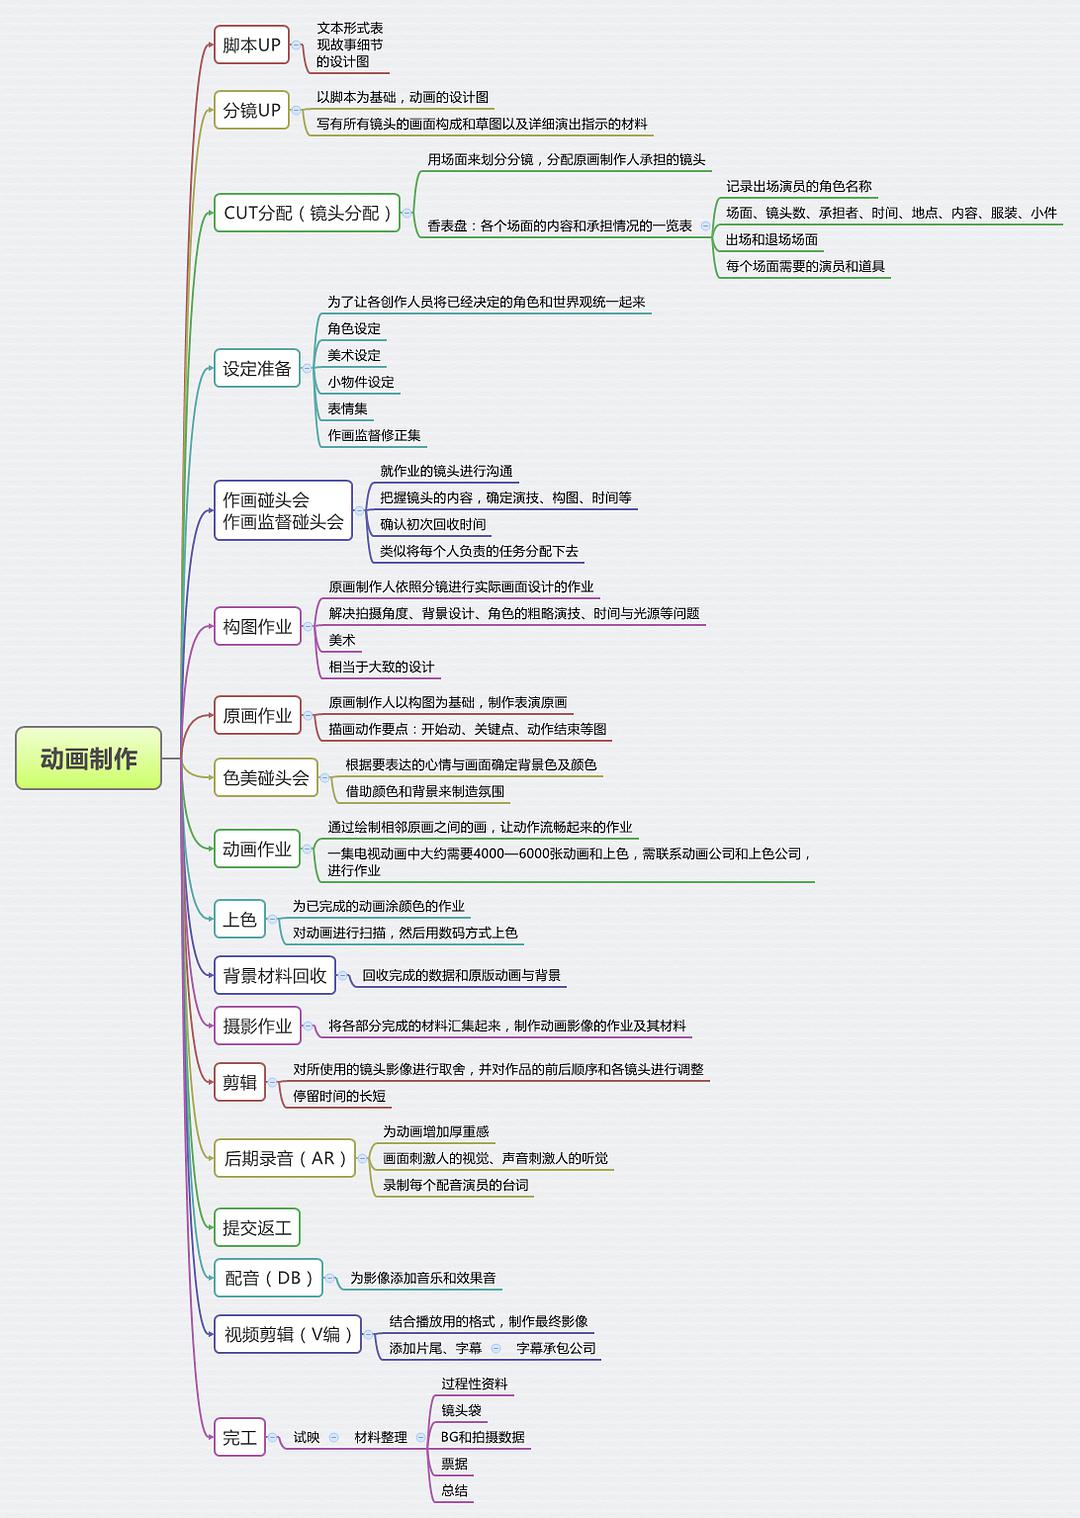 动画制作
脚本UP
文本形式表
现故事细节
的设计图
分镜UP
以脚本为基础，动画的设计图
写有所有镜头的画面构成和草图以及详细演出指示的材料
CUT分配（镜头分配）
用场面来划分分镜，分配原画制作人承担的镜头
香表盘：各个场面的内容和承担情况的一览表
记录出场演员的角色名称
场面、镜头数、承担者、时间、地点、内容、服装、小件
出场和退场场面
每个场面需要的演员和道具
设定准备
为了让各创作人员将已经决定的角色和世界观统一起来
角色设定
美术设定
小物件设定
表情集
作画监督修正集
作画碰头会
作画监督碰头会
就作业的镜头进行沟通
把握镜头的内容，确定演技、构图、时间等
确认初次回收时间
类似将每个人负责的任务分配下去
构图作业
原画制作人依照分镜进行实际画面设计的作业
解决拍摄角度、背景设计、角色的粗略演技、时间与光源等问题
美术
相当于大致的设计
原画作业
原画制作人以构图为基础，制作表演原画
描画动作要点：开始动、关键点、动作结束等图
色美碰头会
根据要表达的心情与画面确定背景色及颜色
借助颜色和背景来制造氛围
动画作业
通过绘制相邻原画之间的画，让动作流畅起来的作业
一集电视动画中大约需要4000—6000张动画和上色，需联系动画公司和上色公司，
进行作业
上色
为已完成的动画涂颜色的作业
对动画进行扫描，然后用数码方式上色
背景材料回收
回收完成的数据和原版动画与背景
摄影作业
将各部分完成的材料汇集起来，制作动画影像的作业及其材料
剪辑
对所使用的镜头影像进行取舍，并对作品的前后顺序和各镜头进行调整
停留时间的长短
后期录音（AR）
为动画增加厚重感
画面刺激人的视觉、声音刺激人的听觉
录制每个配音演员的台词
提交返工
配音（DB）
为影像添加音乐和效果音
视频剪辑（V编）
结合播放用的格式，制作最终影像
添加片尾、字幕
字幕承包公司
完工
试映
材料整理
过程性资料
镜头袋
BG和拍摄数据
票据
总结